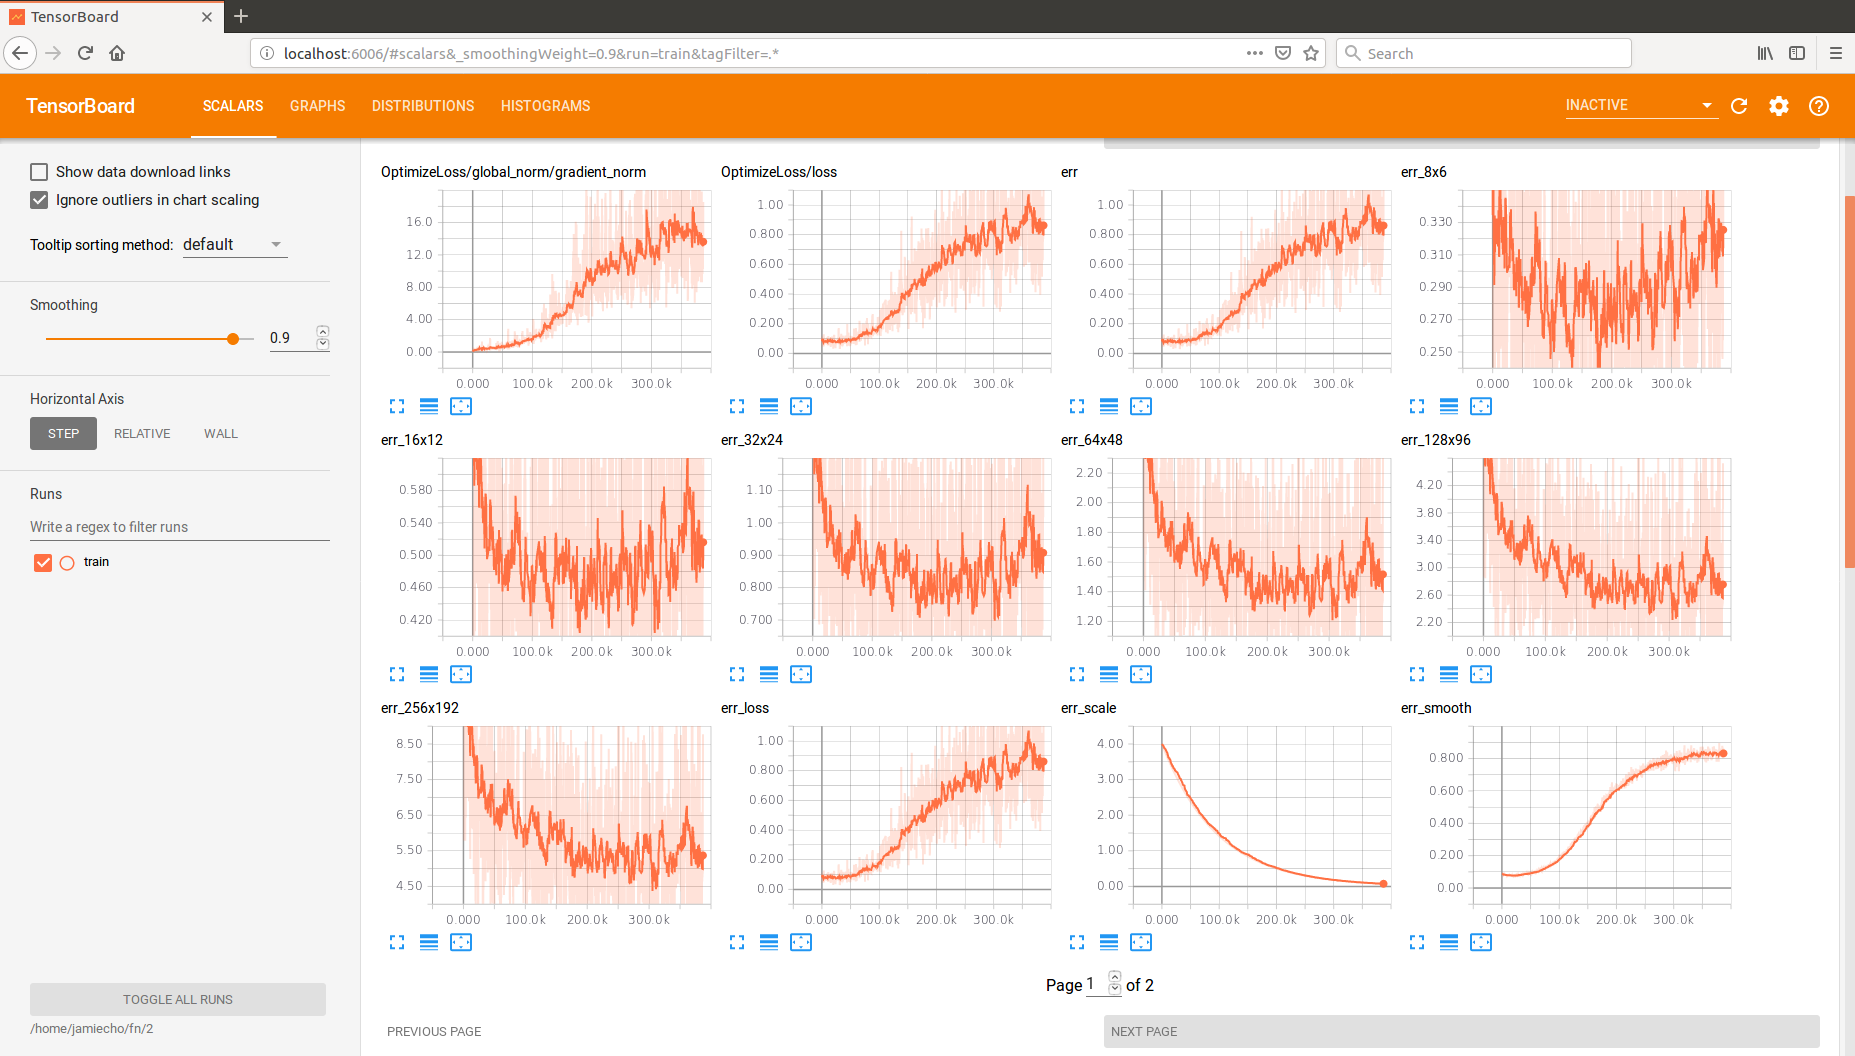 TensorBoard
localhost:6006/#scalars&_smoothingWeight=0.9&run=train&tagFilter=.*
Search
TensorBoard
SCALARS GRAPHS DISTRIBUTIONS HISTOGRAMS
INACTIVE
Show data download links
Ignore outliers in chart scaling
Tooltip sorting method: default
Smoothing
0.9
Horizontal Axis
STEP RELATIVE WALL
Runs
Write a regex to filter runs
train
TOGGLE ALL RUNS
/home/jamiecho/fn/2
OptimizeLoss/global_norm/gradient_norm
16.0
12.0
8.00
4.00
0.00
0.000 100.0k 200.0k 300.0k
OptimizeLoss/loss
1.00
0.800
0.600
0.400
0.200
0.00
0.000 100.0k 200.0k 300.0k
err
1.00
0.800
0.600
0.400
0.200
0.00
0.000 100.0k 200.0k 300.0k
err_8x6
0.330
0.310
0.290
0.270
0.250
0.000 100.0k 200.0k 300.0k
err_16x12
0.580
0.540
0.500
0.460
0.420
0.000 100.0k 200.0k 300.0k
err_32x24
1.10
1.00
0.900
0.800
0.700
0.000 100.0k 200.0k 300.0k
err_64x48
2.20
2.00
1.80
1.60
1.40
1.20
0.000 100.0k 200.0k 300.0k
err_128x96
4.20
3.80
3.40
3.00
2.60
2.20
0.000 100.0k 200.0k 300.0k
err_256x192
8.50
7.50
6.50
5.50
4.50
0.000 100.0k 200.0k 300.0k
err_loss
1.00
0.800
0.600
0.400
0.200
0.00
0.000 100.0k 200.0k 300.0k
err_scale
4.00
3.00
2.00
1.00
0.00
0.000 100.0k 200.0k 300.0k
err_smooth
0.800
0.600
0.400
0.200
0.00
0.000 100.0k 200.0k 300.0k
Page 1 of 2
PREVIOUS PAGE
NEXT PAGE